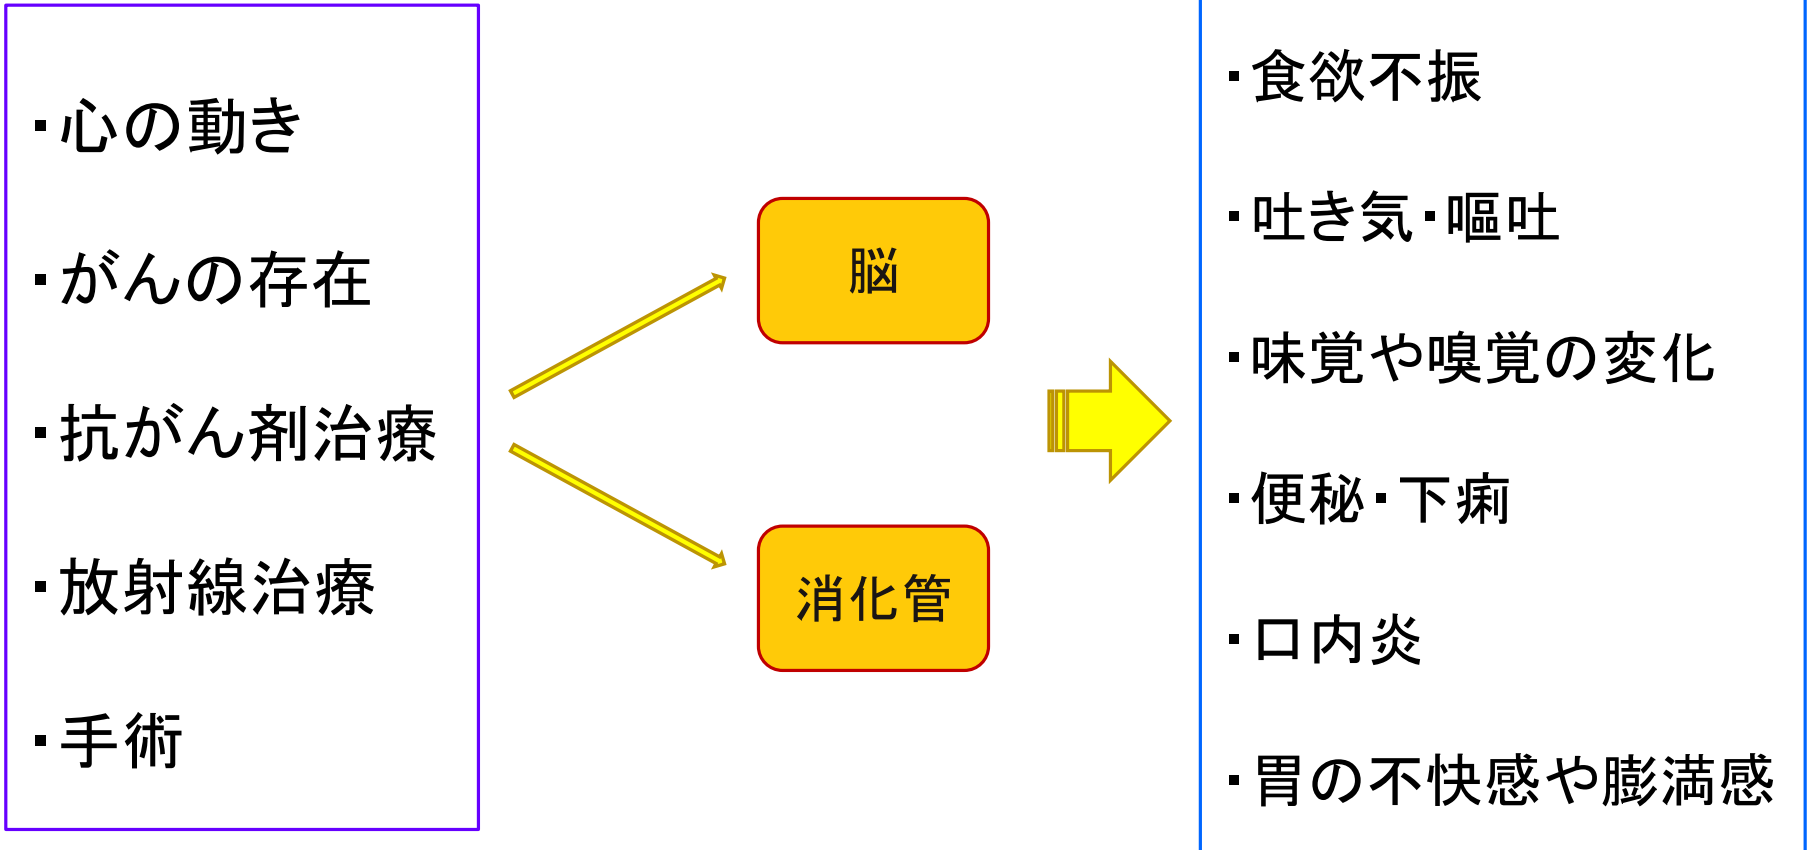 ・心の動き
・がんの存在
・抗がん剤治療
・放射線治療
・手術
脳
消化管
・食欲不振
・吐き気・嘔吐
・味覚や嗅覚の変化
・便秘・下痢
・口内炎
・胃の不快感や膨満感